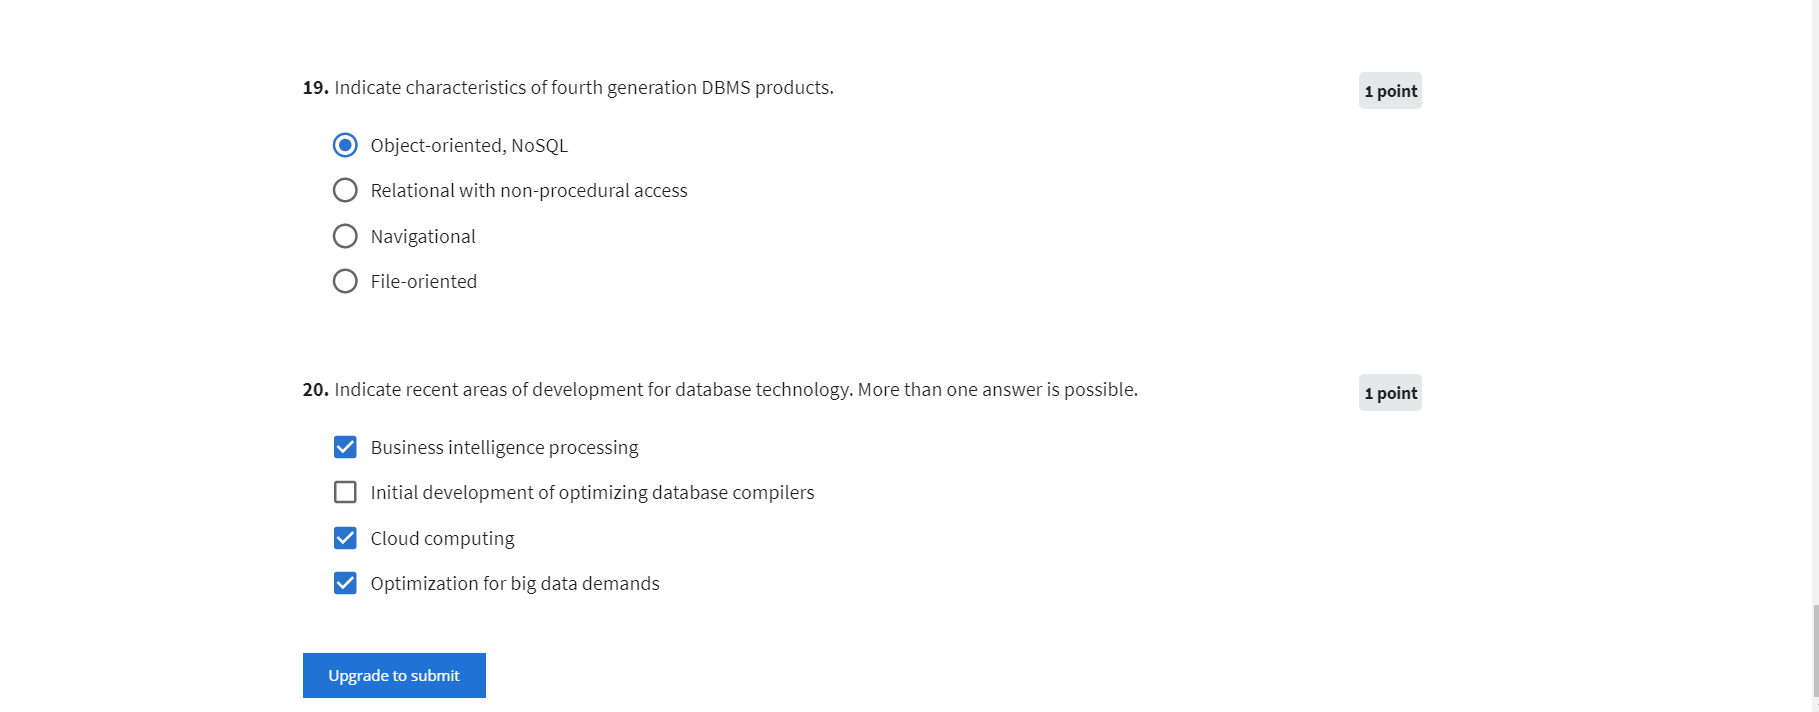 19. Indicate characteristics of fourth generation DBMS products.
1 point
Object-oriented, NoSQL
Relational with non-procedural access
Navigational
File-oriented
20. Indicate recent areas of development for database technology. More than one answer is possible.
1 point
Business intelligence processing
Initial development of optimizing database compilers
Cloud computing
Optimization for big data demands
Upgrade to submit